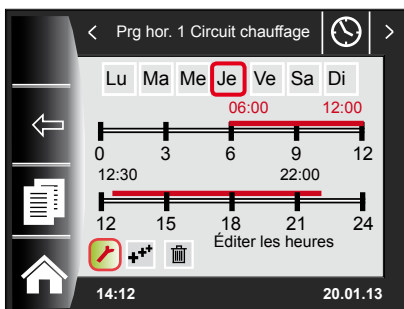 < Prg hor. 1 Circuit chauffage >
Lu Ma Me Je Ve Sa Di
06:00 12:00
0 3 6 9 12
12:30 22:00
12 15 18 21 24
Éditer les heures
14:12 20.01.13